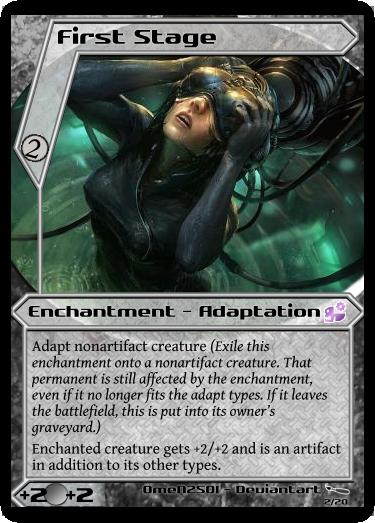 First Stage
2
Enchantment - Adaptation
Adapt nonartifact creature (Exile this
enchantment onto a nonartifact creature. That
permanent is still affected by the enchantment,
even if it no longer fits the adapt types. If it leaves
the battlefield, this is put into its owner's
graveyard.)
Enchanted creature gets +2/+2 and is an artifact
in addition to its other types.
+2 +2
OmeN2501 - Deviantart
2/20